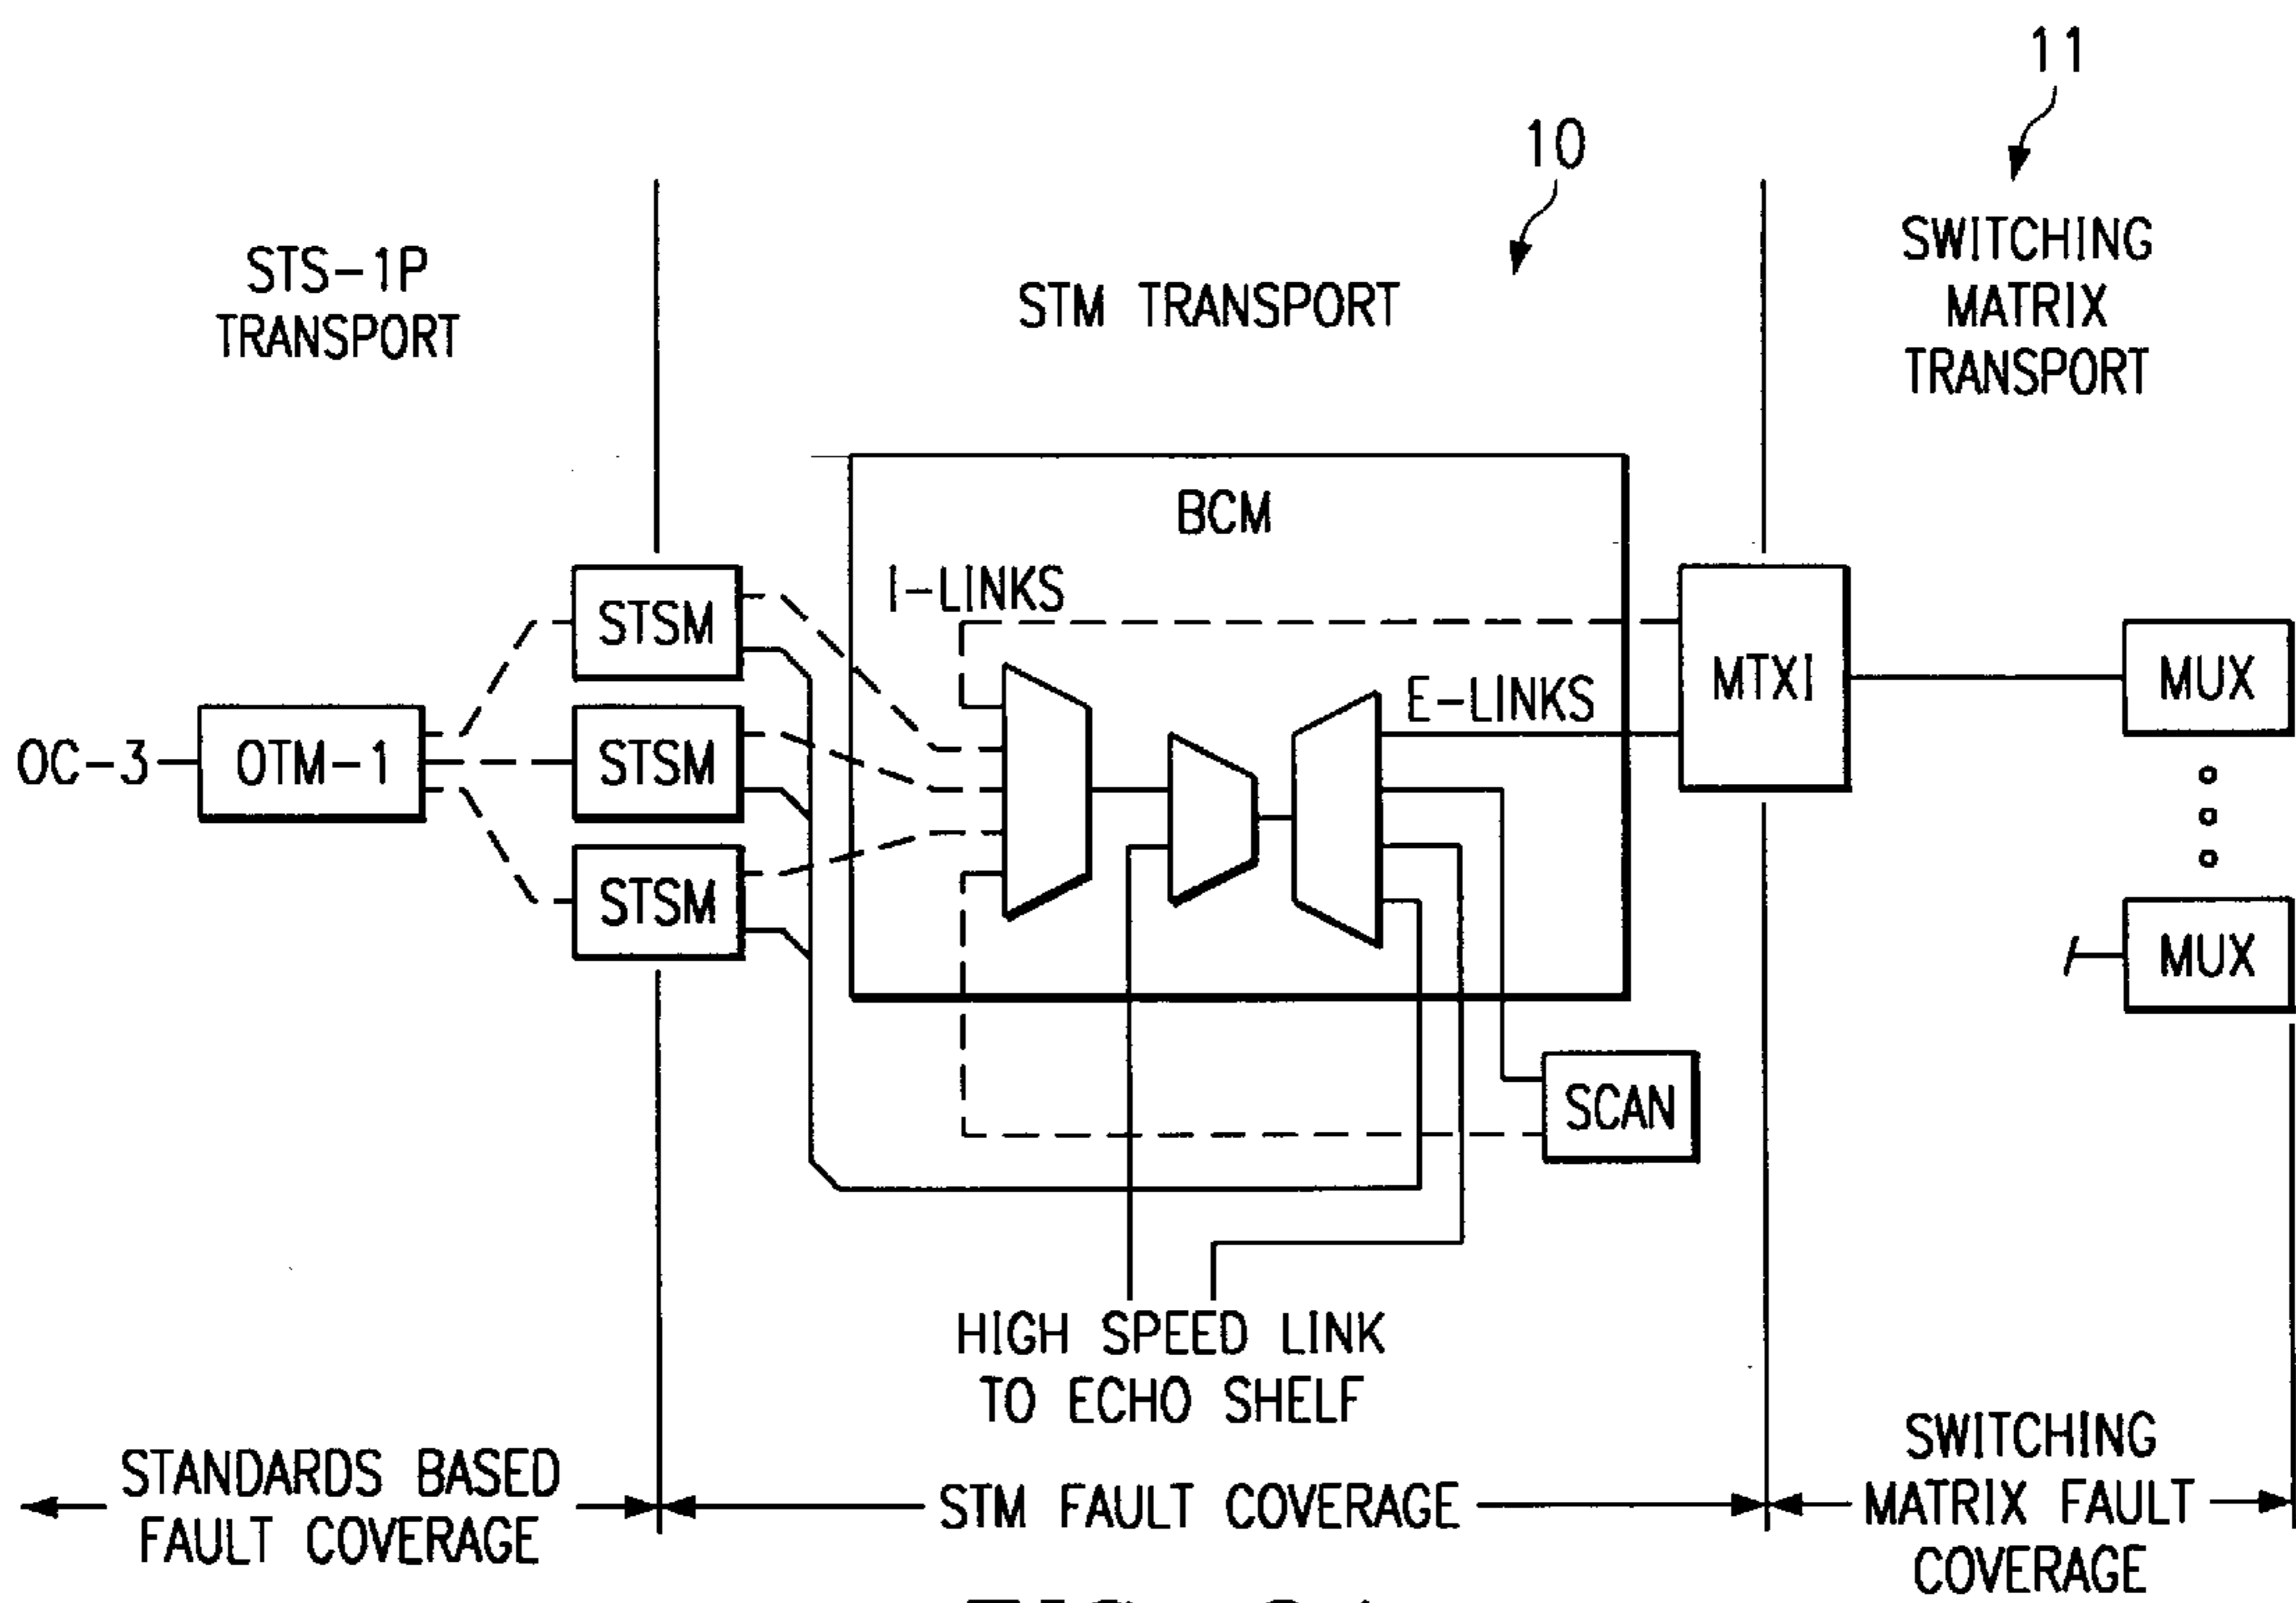 11
10
STS-1P
TRANSPORT
STM TRANSPORT
SWITCHING
MATRIX
TRANSPORT
BCM
I-LINKS
STSM
MTXI
MUX
E-LINKS
OC-3
OTM-1
STSM
STSM
MUX
SCAN
HIGH SPEED LINK
TO ECHO SHELF
STANDARDS BASED
FAULT COVERAGE
STM FAULT COVERAGE
SWITCHING
MATRIX FAULT
COVERAGE